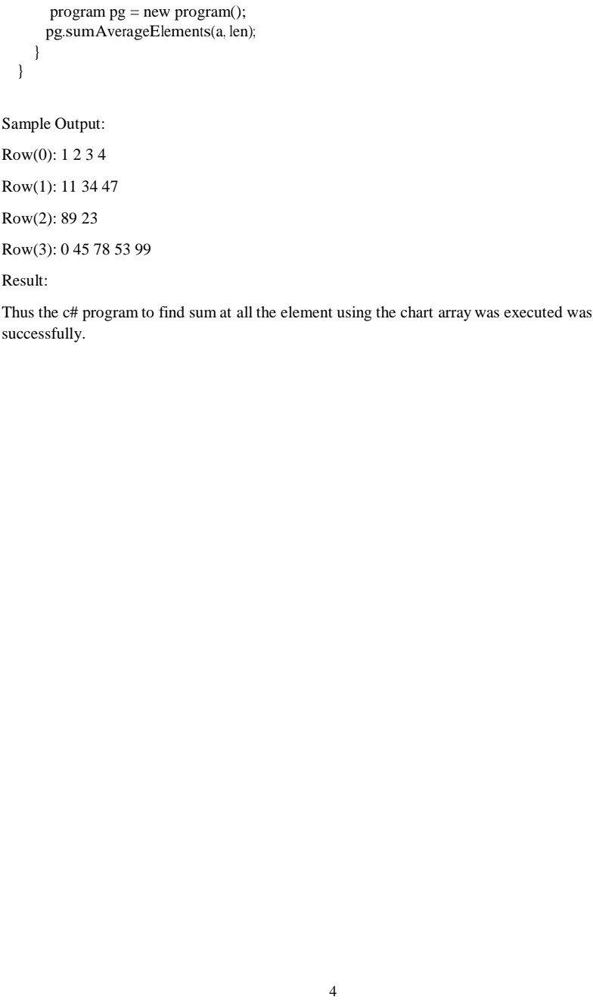 program pg = new program();
pg.sumAverageElements(a, len);
}
}
Sample Output:
Row(0): 1 2 3 4
Row(1): 11 34 47
Row(2): 89 23
Row(3): 0 45 78 53 99
Result:
Thus the c# program to find sum at all the element using the chart array was executed was
successfully.
4